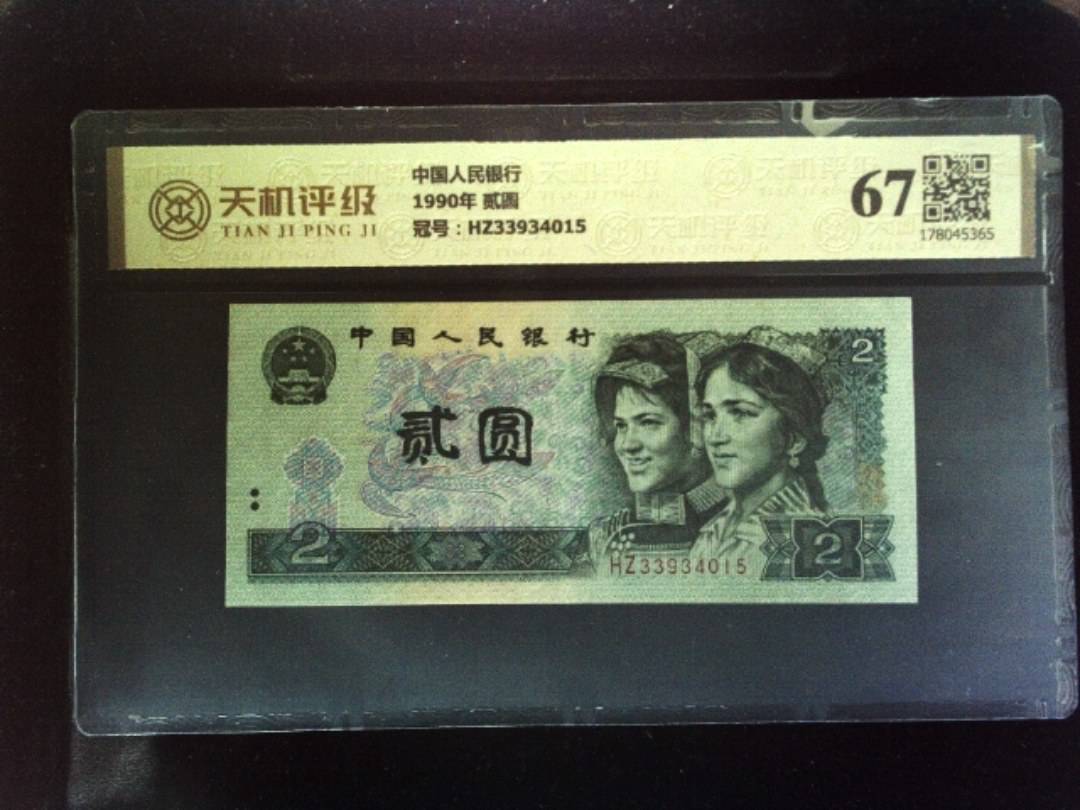 天机评级
TIAN JI PING JI
中国人民银行
1990年 贰圆
冠号：HZ33934015
67
178045365
中国人民银行
贰圆
2
2
2
HZ33934015